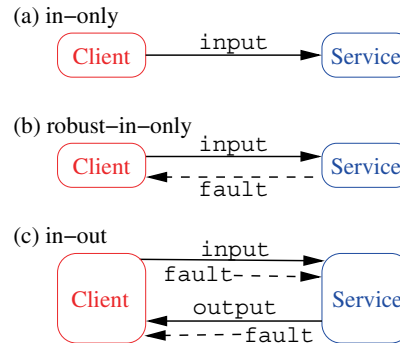 (a) in-only
input
Client Service
(b) robust-in-only
input
Client Service
fault
(c) in-out
input
fault
Client Service
output
fault